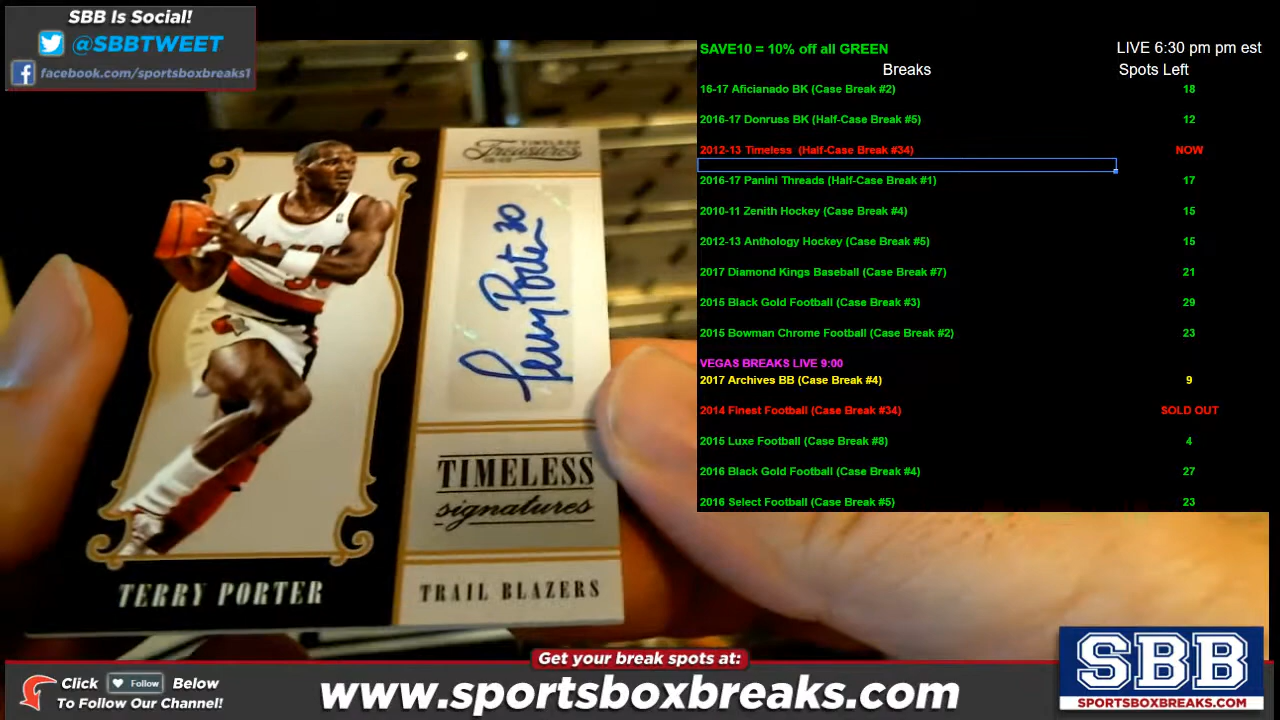 SBB Is Social!
@SBBTWEET
facebook.com/sportsboxbreaks1
SAVE10 = 10% off all GREEN
LIVE 6:30 pm pm est
Breaks Spots Left
16-17 Aficianado BK (Case Break #2) 18
2016-17 Donruss BK (Half-Case Break #5) 12
2012-13 Timeless (Half-Case Break #34) NOW
2016-17 Panini Threads (Half-Case Break #1) 17
2010-11 Zenith Hockey (Case Break #4) 15
2012-13 Anthology Hockey (Case Break #5) 15
2017 Diamond Kings Baseball (Case Break #7) 21
2015 Black Gold Football (Case Break #3) 29
2015 Bowman Chrome Football (Case Break #2) 23
VEGAS BREAKS LIVE 9:00
2017 Archives BB (Case Break #4) 9
2014 Finest Football (Case Break #34) SOLD OUT
2015 Luxe Football (Case Break #8) 4
2016 Black Gold Football (Case Break #4) 27
2016 Select Football (Case Break #5) 23
TIMELESS
Treasures
Terry Porter 30
TIMELESS
signatures
TERRY PORTER
TRAIL BLAZERS
Get your break spots at:
www.sportsboxbreaks.com
Click Follow Below
To Follow Our Channel!
SBB
SPORTSBOXBREAKS.COM